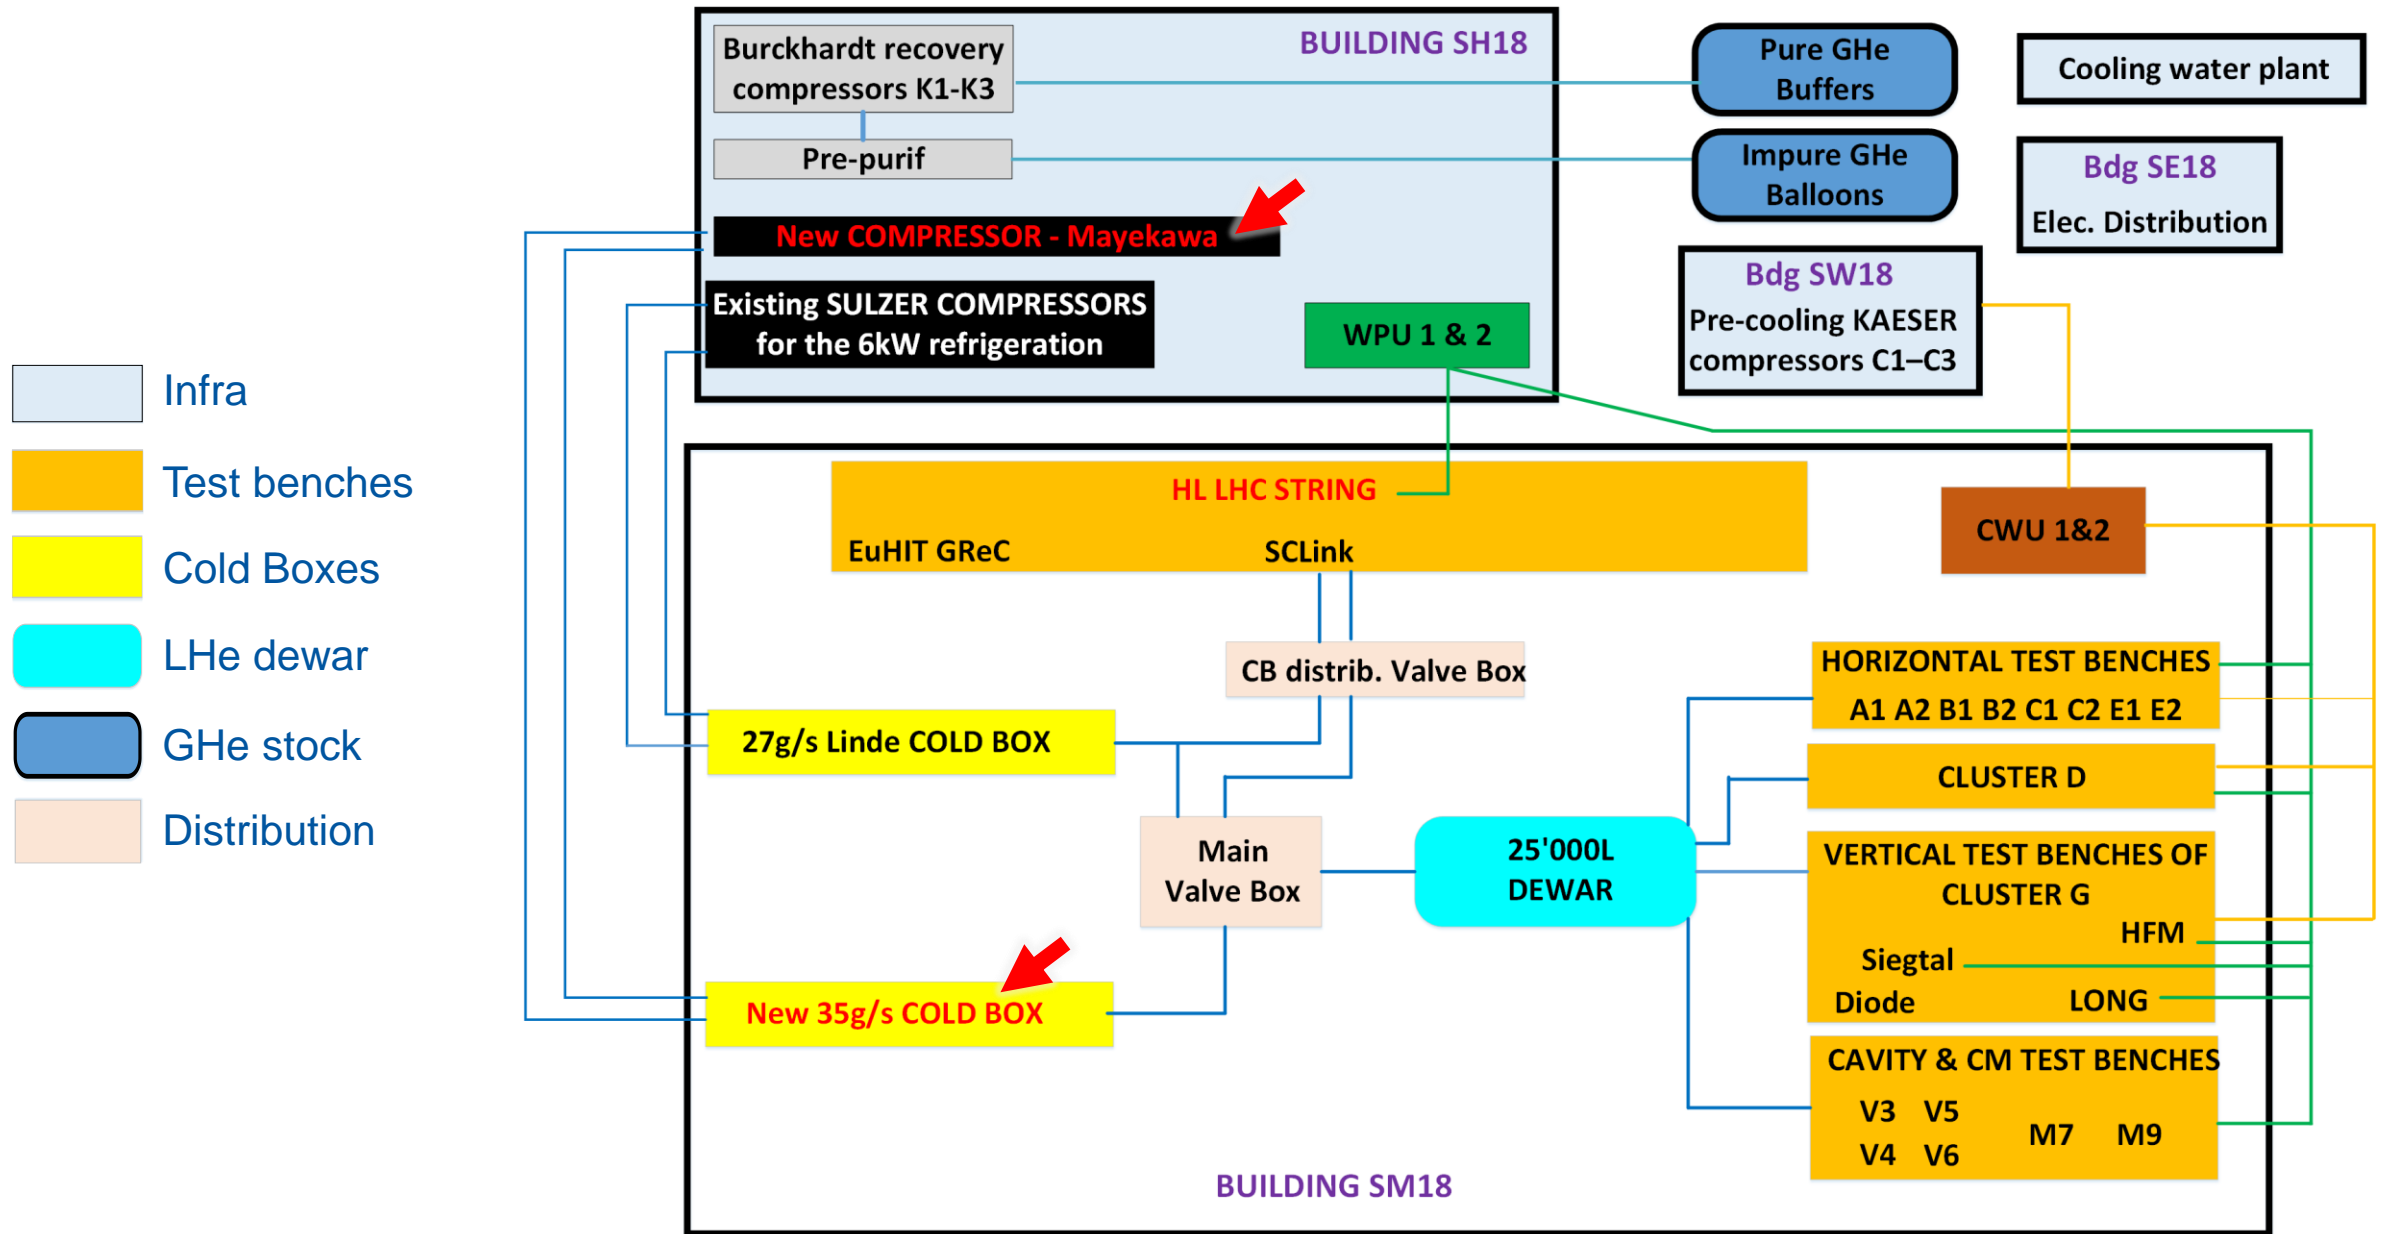 Burckhardt recovery
compressors K1-K3
BUILDING SH18
Pure GHe
Buffers
Cooling water plant
Pre-purif
Impure GHe
Balloons
Bdg SE18
Elec. Distribution
New COMPRESSOR - Mayekawa
Existing SULZER COMPRESSORS
for the 6kW refrigeration
WPU 1 & 2
Bdg SW18
Pre-cooling KAESER
compressors C1–C3
Infra
Test benches
Cold Boxes
LHe dewar
GHe stock
Distribution
HL LHC STRING
EuHIT GReC
SCLink
CWU 1&2
CB distrib. Valve Box
27g/s Linde COLD BOX
Main
Valve Box
25'000L
DEWAR
New 35g/s COLD BOX
HORIZONTAL TEST BENCHES
A1 A2 B1 B2 C1 C2 E1 E2
CLUSTER D
VERTICAL TEST BENCHES OF
CLUSTER G
HFM
Siegtal
Diode
LONG
CAVITY & CM TEST BENCHES
V3 V5
M7 M9
V4 V6
BUILDING SM18